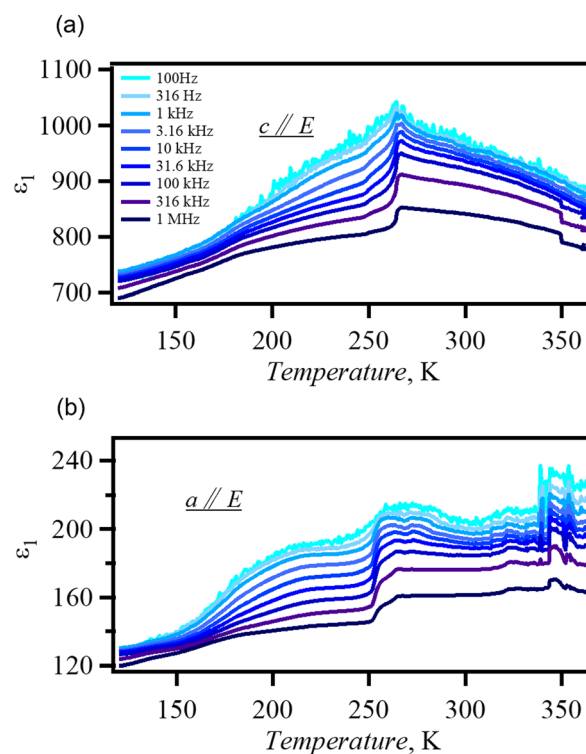 (a)
1100
1000
900
800
700
ε1
100Hz
316 Hz
1 kHz
3.16 kHz
10 kHz
31.6 kHz
100 kHz
316 kHz
1 MHz
c // E
150 200 250 300 350
Temperature, K
(b)
240
200
160
120
ε1
a // E
150 200 250 300 350
Temperature, K